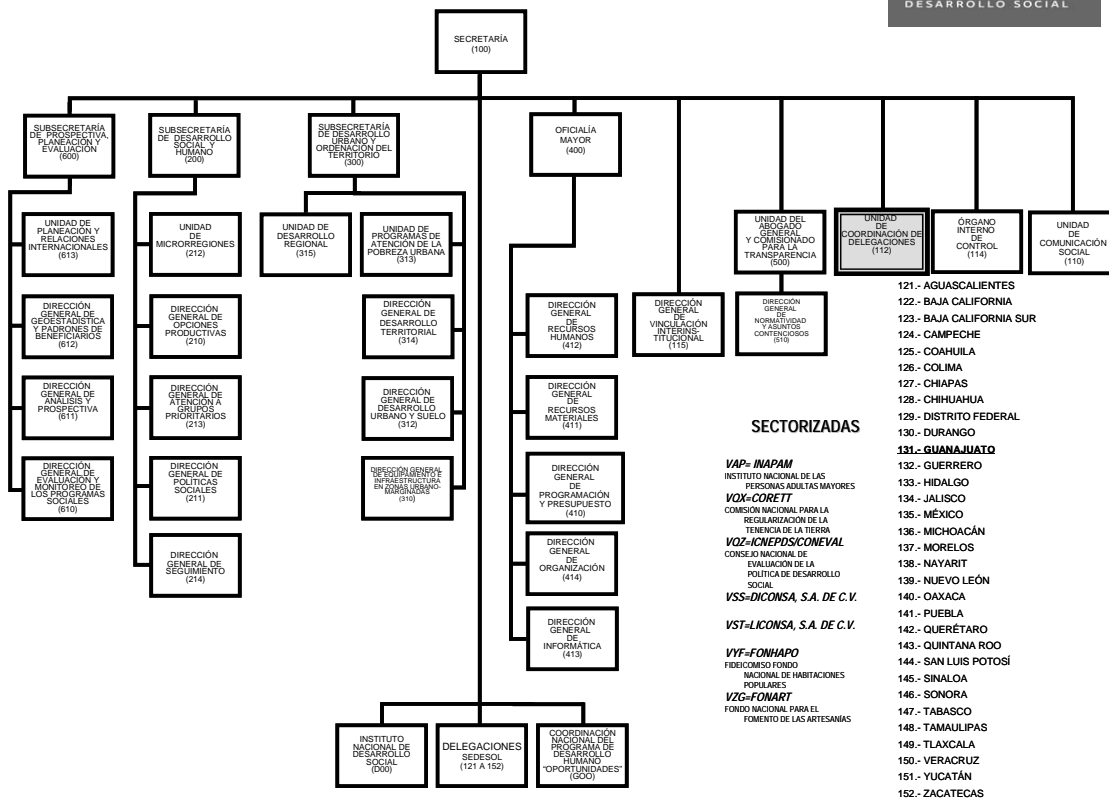 DESARROLLO SOCIAL
SECRETARÍA
(100)
SUBSECRETARÍA
DE PROSPECTIVA,
PLANEACIÓN Y
EVALUACIÓN
(600)
SUBSECRETARÍA
DE DESARROLLO
SOCIAL Y
HUMANO
(200)
SUBSECRETARÍA
DE DESARROLLO
URBANO Y
ORDENACIÓN DEL
TERRITORIO
(300)
OFICIALÍA
MAYOR
(400)
UNIDAD DE
PLANEACIÓN Y
RELACIONES
INTERNACIONALES
(613)
UNIDAD
DE
MICRORREGIONES
(212)
UNIDAD DE
DESARROLLO
REGIONAL
(315)
UNIDAD DE
PROGRAMAS DE
ATENCIÓN DE LA
POBREZA URBANA
(313)
UNIDAD DEL
ABOGADO
GENERAL
Y COMISIONADO
PARA LA
TRANSPARENCIA
(500)
UNIDAD
DE
COORDINACIÓN DE
DELEGACIONES
(112)
ÓRGANO
INTERNO
DE
CONTROL
(114)
UNIDAD
DE
COMUNICACIÓN
SOCIAL
(110)
DIRECCIÓN
GENERAL DE
GEOESTADÍSTICA
Y PADRONES DE
BENEFICIARIOS
(612)
DIRECCIÓN
GENERAL DE
OPCIONES
PRODUCTIVAS
(210)
DIRECCIÓN
GENERAL DE
DESARROLLO
TERRITORIAL
(314)
DIRECCIÓN
GENERAL
DE
RECURSOS
HUMANOS
(412)
DIRECCIÓN
GENERAL
DE
VINCULACIÓN
INTERINS-
TITUCIONAL
(115)
DIRECCIÓN
GENERAL
DE
NORMATIVIDAD
Y ASUNTOS
CONTENCIOSOS
(510)
DIRECCIÓN
GENERAL DE
ANÁLISIS Y
PROSPECTIVA
(611)
DIRECCIÓN
GENERAL DE
ATENCIÓN A
GRUPOS
PRIORITARIOS
(213)
DIRECCIÓN
GENERAL DE
DESARROLLO
URBANO Y SUELO
(312)
DIRECCIÓN
GENERAL
DE
RECURSOS
MATERIALES
(411)
DIRECCIÓN
GENERAL DE
EVALUACIÓN Y
MONITOREO DE
LOS PROGRAMAS
SOCIALES
(610)
DIRECCIÓN
GENERAL DE
POLÍTICAS
SOCIALES
(211)
DIRECCIÓN GENERAL
DE EQUIPAMIENTO E
INFRAESTRUCTURA
EN ZONAS URBANO-
MARGINADAS
(310)
DIRECCIÓN
GENERAL
DE
PROGRAMACIÓN
Y PRESUPUESTO
(410)
DIRECCIÓN
GENERAL DE
SEGUIMIENTO
(214)
DIRECCIÓN
GENERAL
DE
ORGANIZACIÓN
(414)
DIRECCIÓN
GENERAL
DE
INFORMÁTICA
(413)
INSTITUTO
NACIONAL DE
DESARROLLO
SOCIAL
(D00)
DELEGACIONES
SEDESOL
(121 A 152)
COORDINACIÓN
NACIONAL DEL
PROGRAMA DE
DESARROLLO
HUMANO
"OPORTUNIDADES"
(GOO)
SECTORIZADAS
VAP= INAPAM
INSTITUTO NACIONAL DE LAS
PERSONAS ADULTAS MAYORES
VQX=CORETT
COMISIÓN NACIONAL PARA LA
REGULARIZACIÓN DE LA
TENENCIA DE LA TIERRA
VQZ=ICNEPDS/CONEVAL
CONSEJO NACIONAL DE
EVALUACIÓN DE LA
POLÍTICA DE DESARROLLO
SOCIAL
VSS=DICONSA, S.A. DE C.V.
VST=LICONSA, S.A. DE C.V.
VYF=FONHAPO
FIDEICOMISO FONDO
NACIONAL DE HABITACIONES
POPULARES
VZG=FONART
FONDO NACIONAL PARA EL
FOMENTO DE LAS ARTESANÍAS
121.- AGUASCALIENTES
122.- BAJA CALIFORNIA
123.- BAJA CALIFORNIA SUR
124.- CAMPECHE
125.- COAHUILA
126.- COLIMA
127.- CHIAPAS
128.- CHIHUAHUA
129.- DISTRITO FEDERAL
130.- DURANGO
131.- GUANAJUATO
132.- GUERRERO
133.- HIDALGO
134.- JALISCO
135.- MÉXICO
136.- MICHOACÁN
137.- MORELOS
138.- NAYARIT
139.- NUEVO LEÓN
140.- OAXACA
141.- PUEBLA
142.- QUERÉTARO
143.- QUINTANA ROO
144.- SAN LUIS POTOSÍ
145.- SINALOA
146.- SONORA
147.- TABASCO
148.- TAMAULIPAS
149.- TLAXCALA
150.- VERACRUZ
151.- YUCATÁN
152.- ZACATECAS